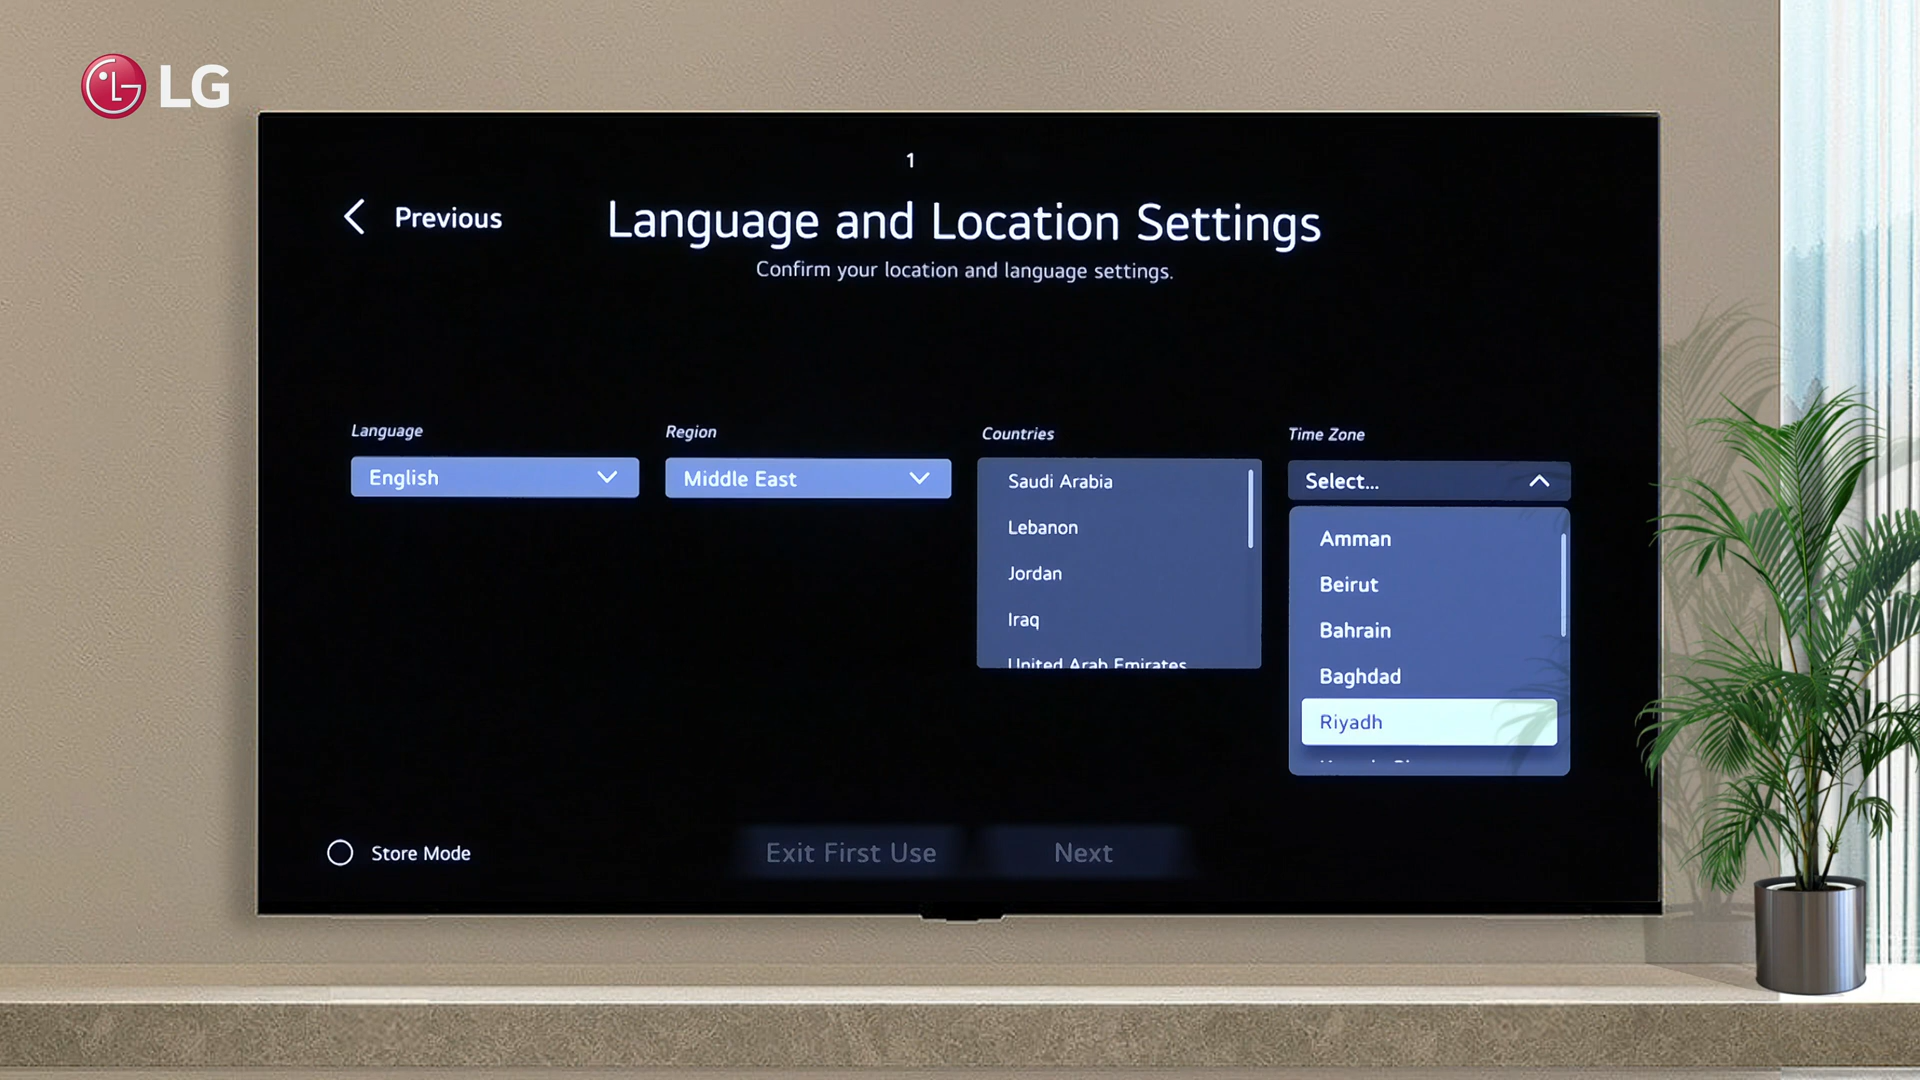 LG
1
Previous
Language and Location Settings
Confirm your location and language settings.
Language
English
Region
Middle East
Countries
Saudi Arabia
Lebanon
Jordan
Iraq
United Arab Emirates
Time Zone
Select...
Amman
Beirut
Bahrain
Baghdad
Riyadh
Store Mode
Exit First Use
Next